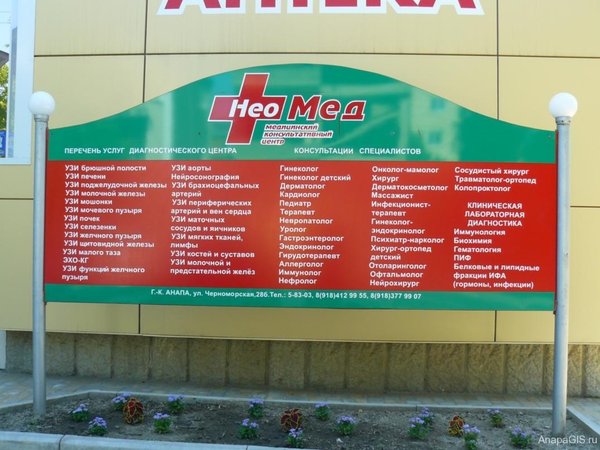 АПТЕКА
Нео Мед
медицинский
консультативный
центр
ПЕРЕЧЕНЬ УСЛУГ ДИАГНОСТИЧЕСКОГО ЦЕНТРА
УЗИ брюшной полости
УЗИ печени
УЗИ поджелудочной железы
УЗИ молочной железы
УЗИ мошонки
УЗИ мочевого пузыря
УЗИ почек
УЗИ селезенки
УЗИ желчного пузыря
УЗИ щитовидной железы
УЗИ малого таза
ЭХО-КГ
УЗИ функций желчного
пузыря
УЗИ аорты
Нейросонография
УЗИ брахиоцефальных
артерий
УЗИ периферических
артерий и вен сердца
УЗИ маточных
сосудов и яичников
УЗИ мягких тканей,
лимфы
УЗИ костей и суставов
УЗИ молочной и
предстательной желёз
КОНСУЛЬТАЦИИ СПЕЦИАЛИСТОВ
Гинеколог
Гинеколог детский
Дерматолог
Кардиолог
Педиатр
Терапевт
Невропатолог
Уролог
Гастроэнтеролог
Эндокринолог
Гирудотерапевт
Аллерголог
Иммунолог
Нефролог
Онколог-мамолог
Хирург
Дерматокосметолог
Массажист
Инфекционист-
терапевт
Гинеколог-
эндокринолог
Психиатр-нарколог
Хирург-ортопед
детский
Отоларинголог
Офтальмолог
Нейрохирург
Сосудистый хирург
Травматолог-ортопед
Колопроктолог
КЛИНИЧЕСКАЯ
ЛАБОРАТОРНАЯ
ДИАГНОСТИКА
Иммунология
Биохимия
Гематология
ПИФ
Белковые и липидные
фракции ИФА
(гормоны, инфекции)
Г.-К. АНАПА, ул. Черноморская,28б.Тел.: 5-83-03, 8(918)412 99 55, 8(918)377 99 07
AnapaGIS.ru